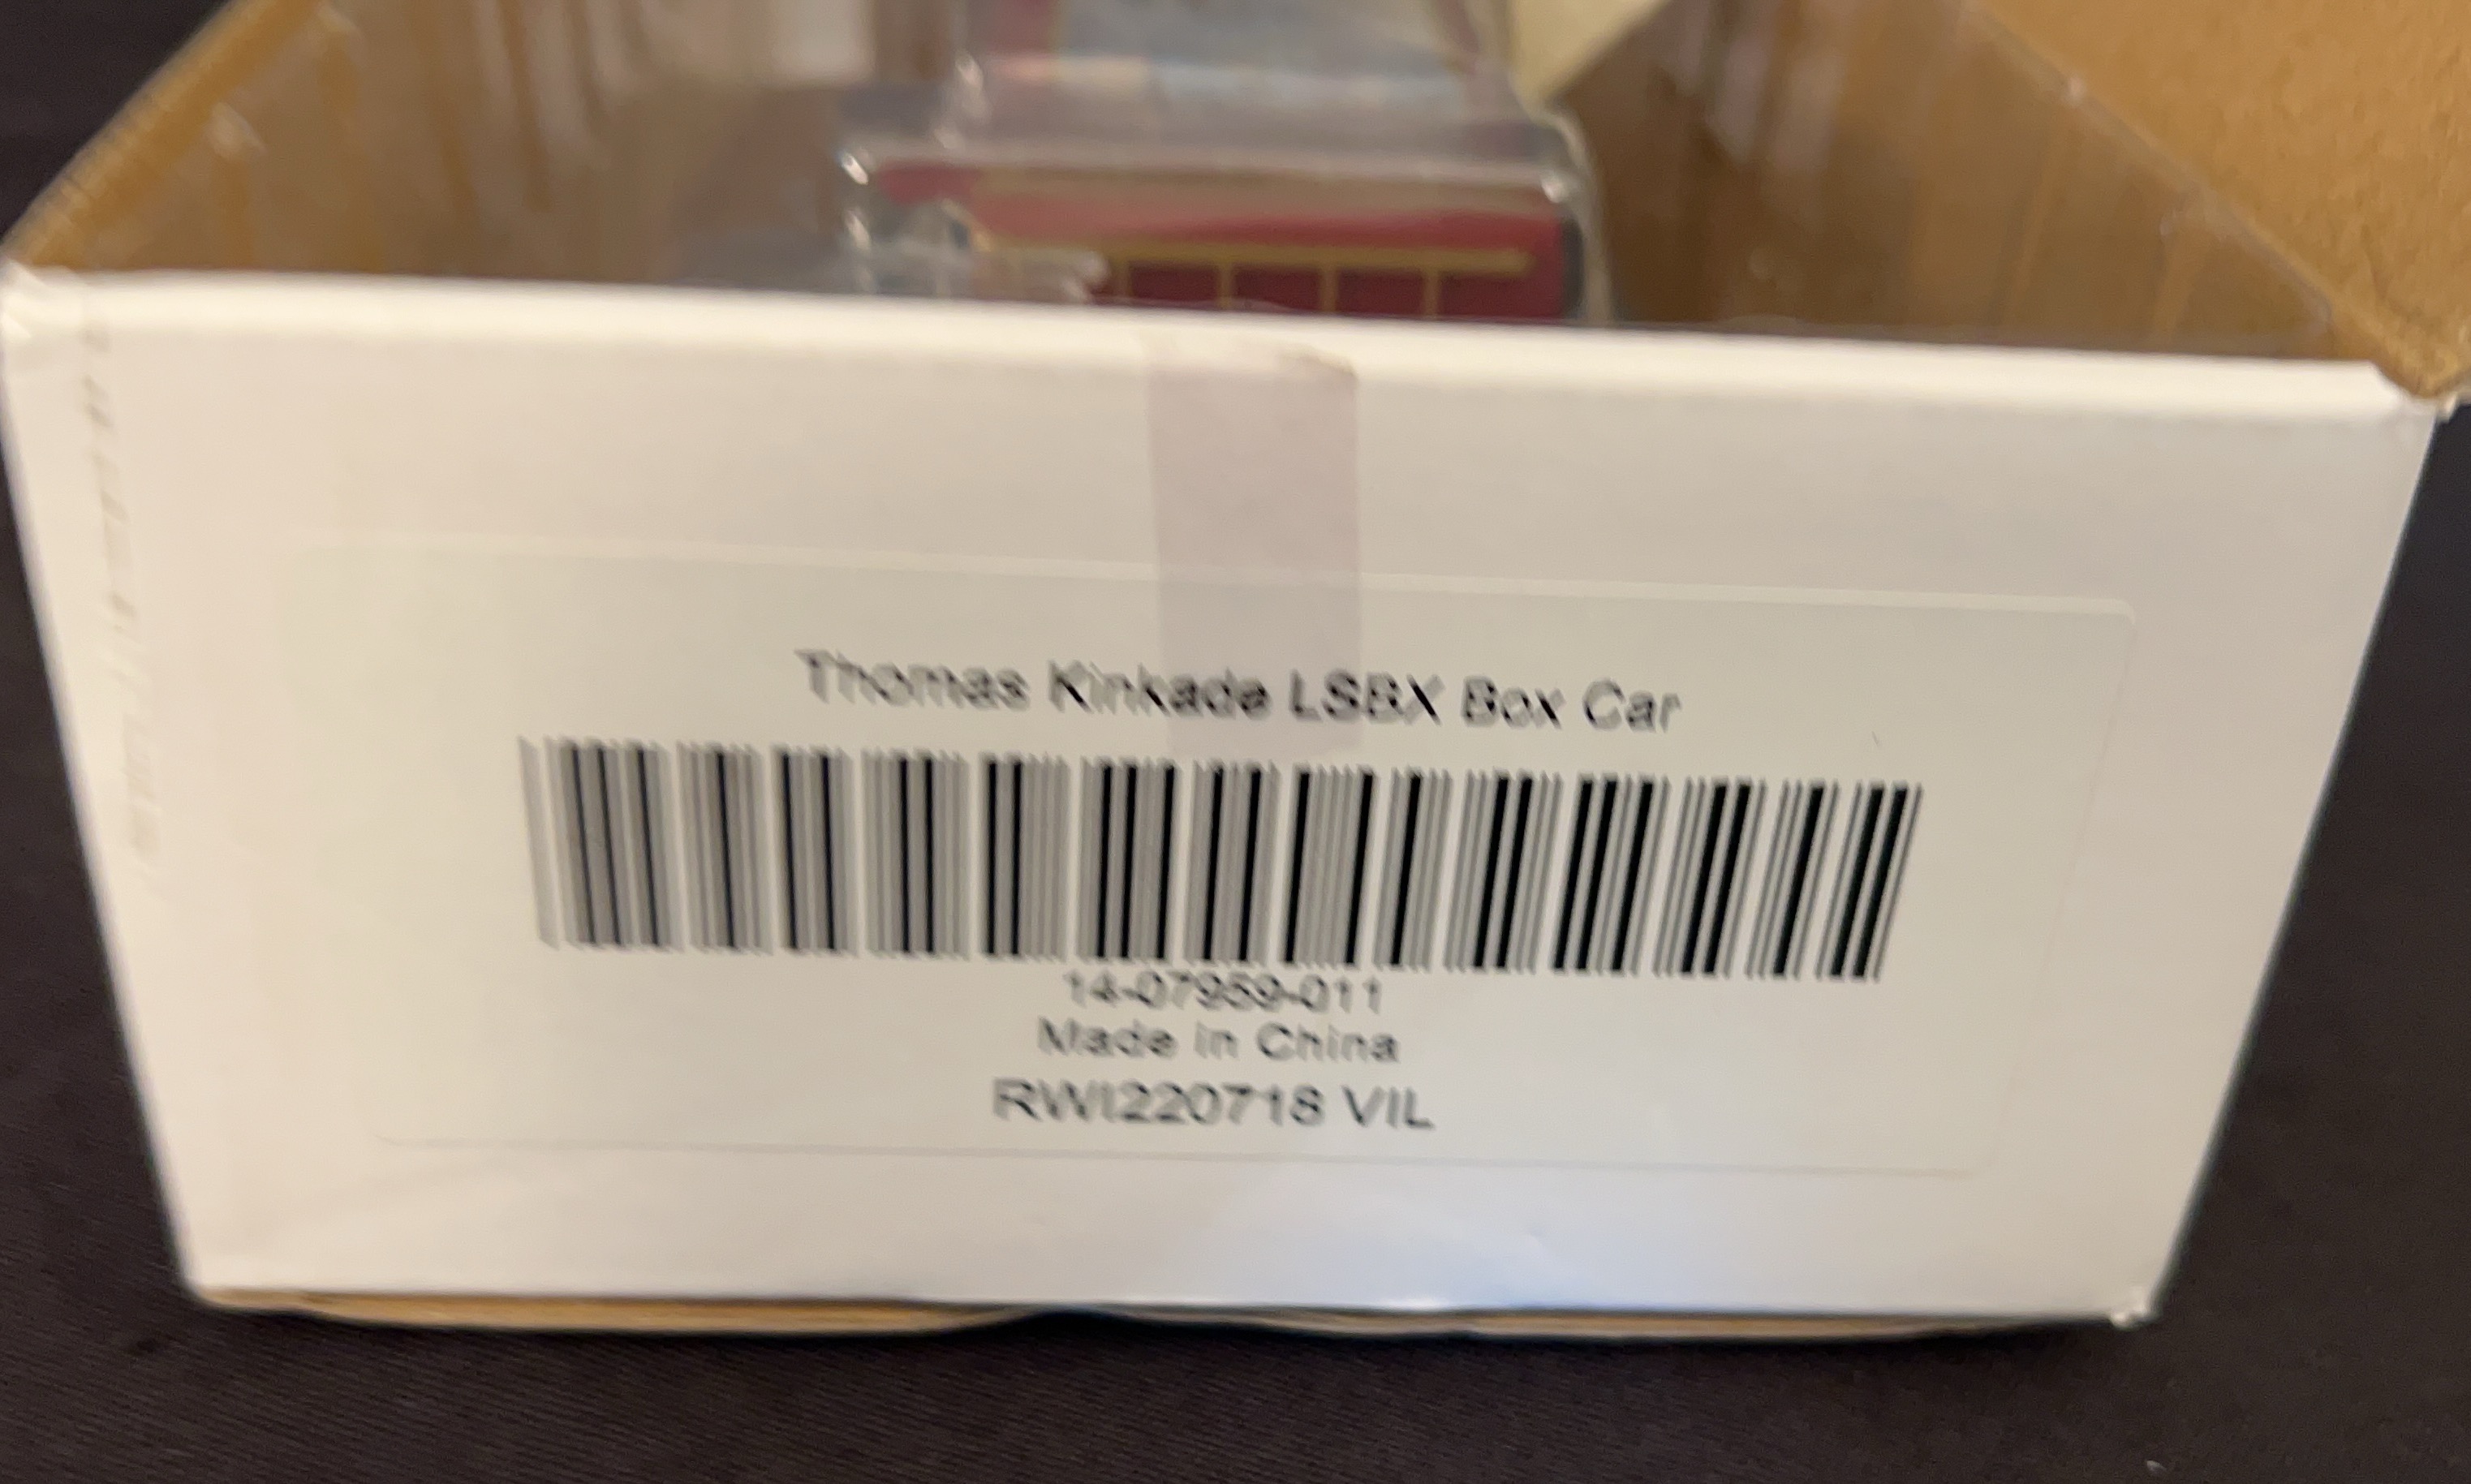 Thomas Kinkade LSBX Box Car
14-07959-011
Made in China
RWI220718 VIL